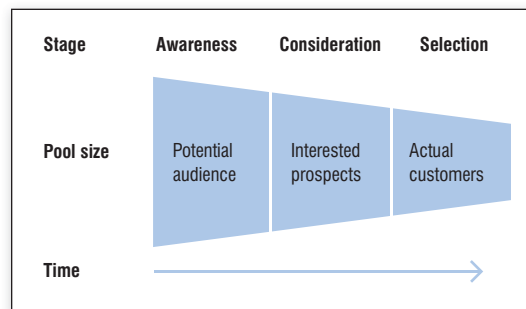 Stage Awareness Consideration Selection
Pool size
Potential
audience
Interested
prospects
Actual
customers
Time